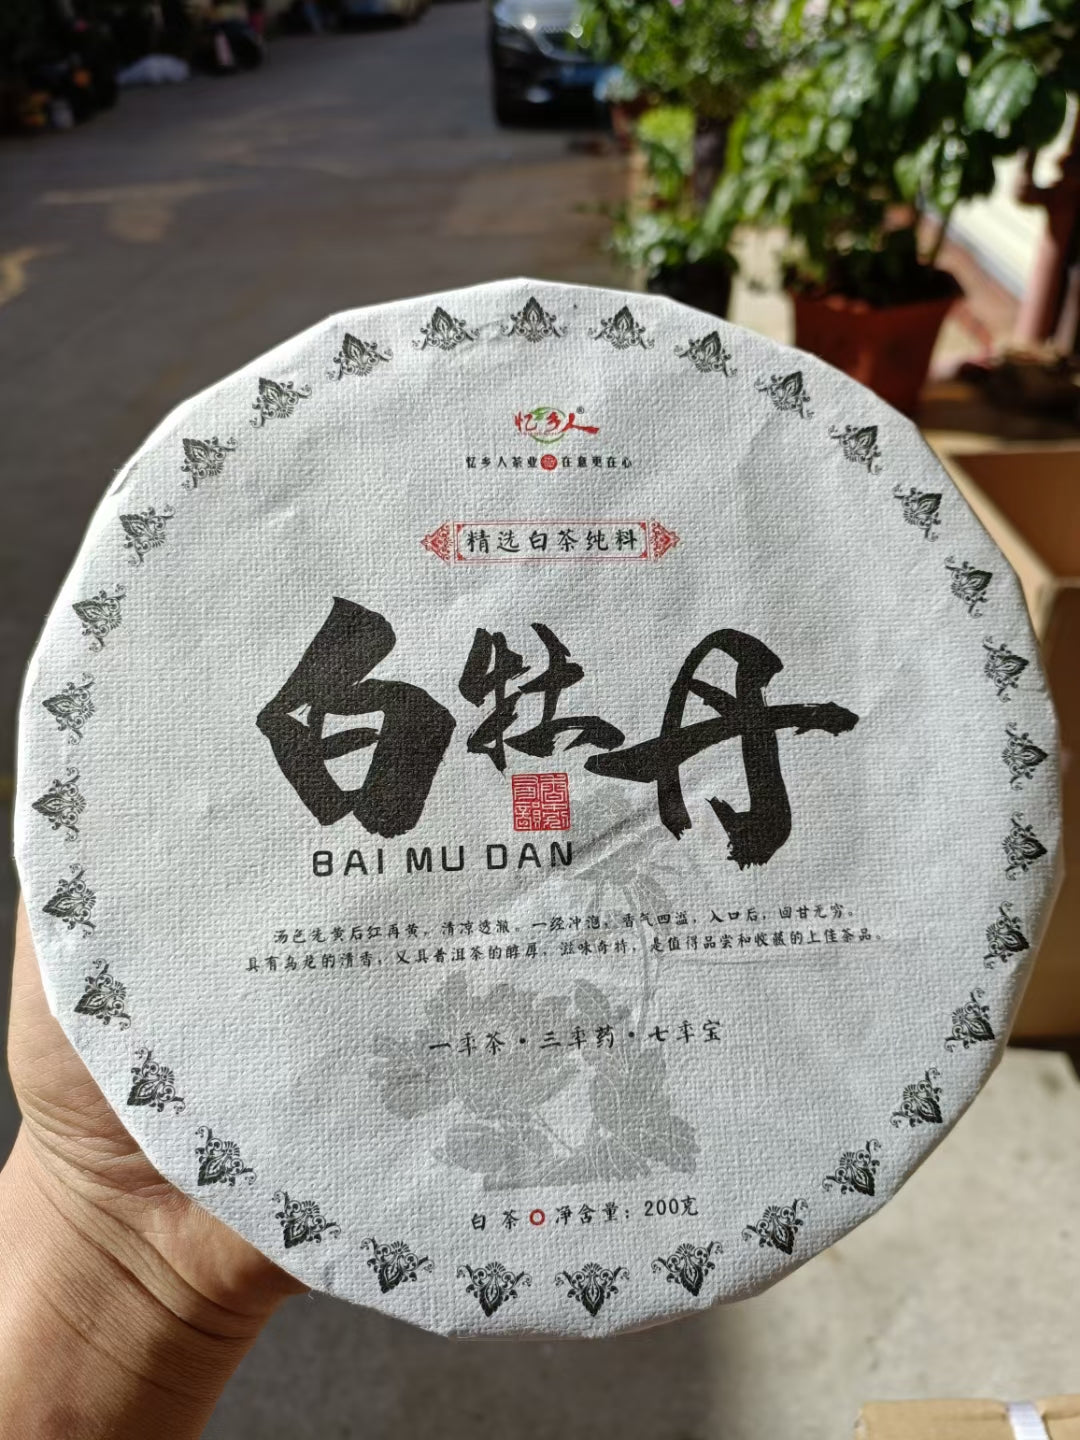 忆乡人®
忆乡人茶业 在意更在心
精选白茶纯料
白牡丹
BAI MU DAN
汤色先黄后红再黄，清凉透澈。一经冲泡，香气四溢，入口后，回甘无穷。
具有乌龙的清香，又具普洱茶的醇厚，滋味奇特，是值得品尝和收藏的上佳茶品。
一年茶·三年药·七年宝
白茶 净含量：200克